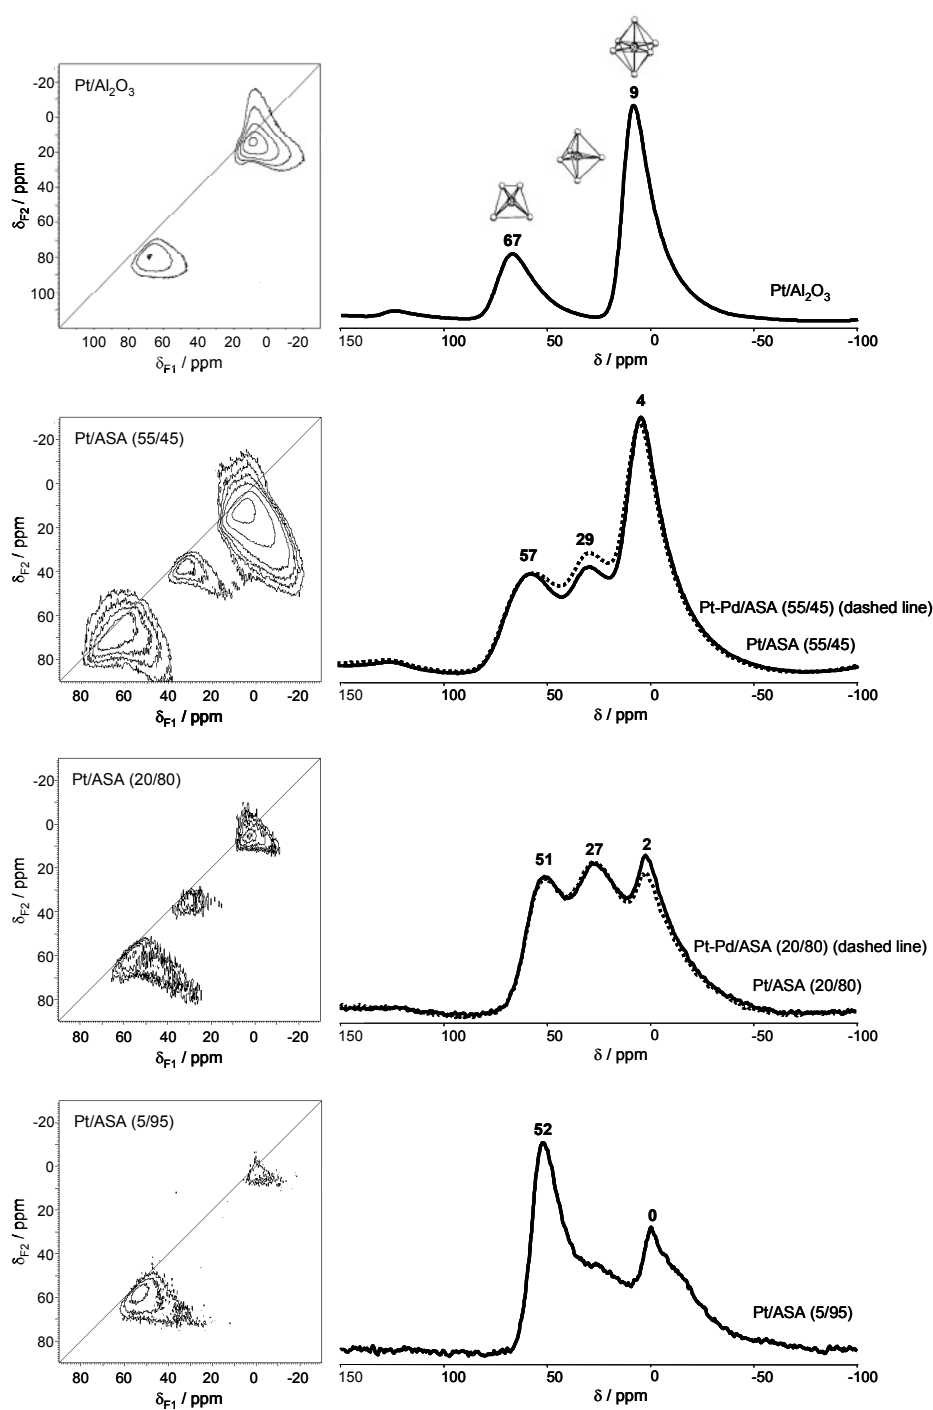 Pt/Al2O3
-20
0
20
40
60
80
100
δF2 / ppm
100 80 60 40 20 0 -20
δF1 / ppm
9
67
Pt/Al2O3
150 100 50 0 -50 -100
δ / ppm
Pt/ASA (55/45)
-20
0
20
40
60
80
δF2 / ppm
80 60 40 20 0 -20
δF1 / ppm
4
57
29
Pt-Pd/ASA (55/45) (dashed line)
Pt/ASA (55/45)
150 100 50 0 -50 -100
δ / ppm
Pt/ASA (20/80)
-20
0
20
40
60
80
δF2 / ppm
80 60 40 20 0 -20
δF1 / ppm
51
27
2
Pt-Pd/ASA (20/80) (dashed line)
Pt/ASA (20/80)
150 100 50 0 -50 -100
δ / ppm
Pt/ASA (5/95)
-20
0
20
40
60
80
δF2 / ppm
80 60 40 20 0 -20
δF1 / ppm
52
0
Pt/ASA (5/95)
150 100 50 0 -50 -100
δ / ppm